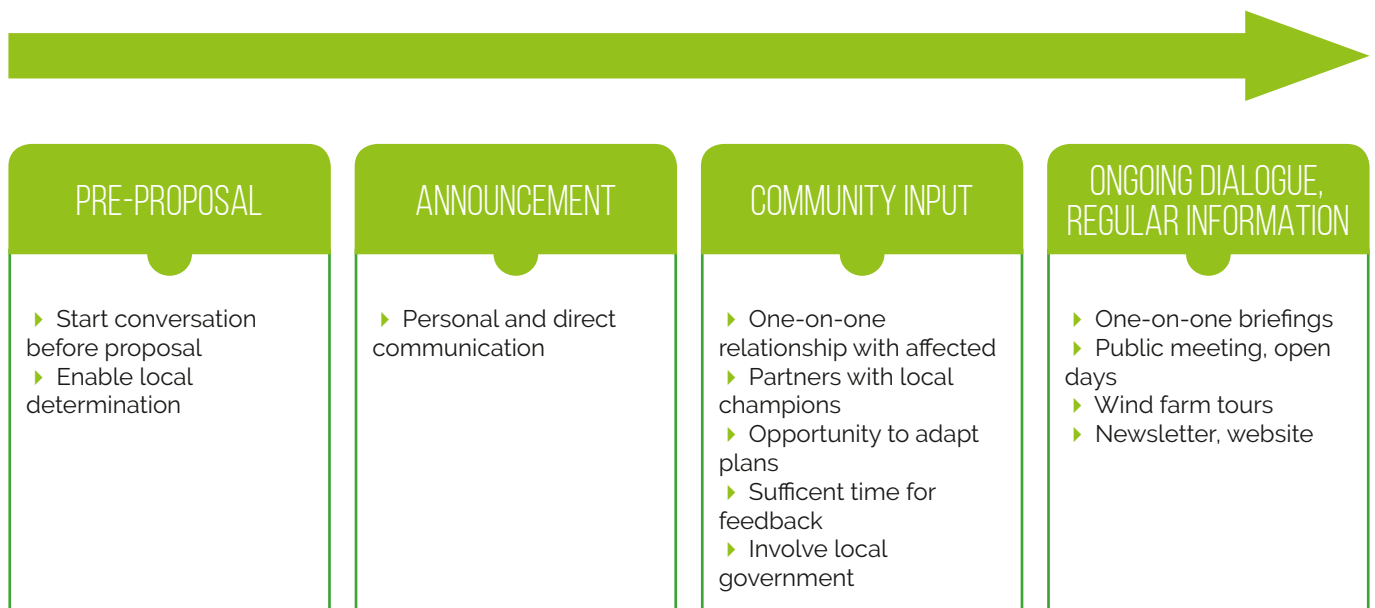 PRE-PROPOSAL
▸ Start conversation
before proposal
▸ Enable local
determination
ANNOUNCEMENT
▸ Personal and direct
communication
COMMUNITY INPUT
▸ One-on-one
relationship with affected
▸ Partners with local
champions
▸ Opportunity to adapt
plans
▸ Sufficent time for
feedback
▸ Involve local
government
ONGOING DIALOGUE,
REGULAR INFORMATION
▸ One-on-one briefings
▸ Public meeting, open
days
▸ Wind farm tours
▸ Newsletter, website